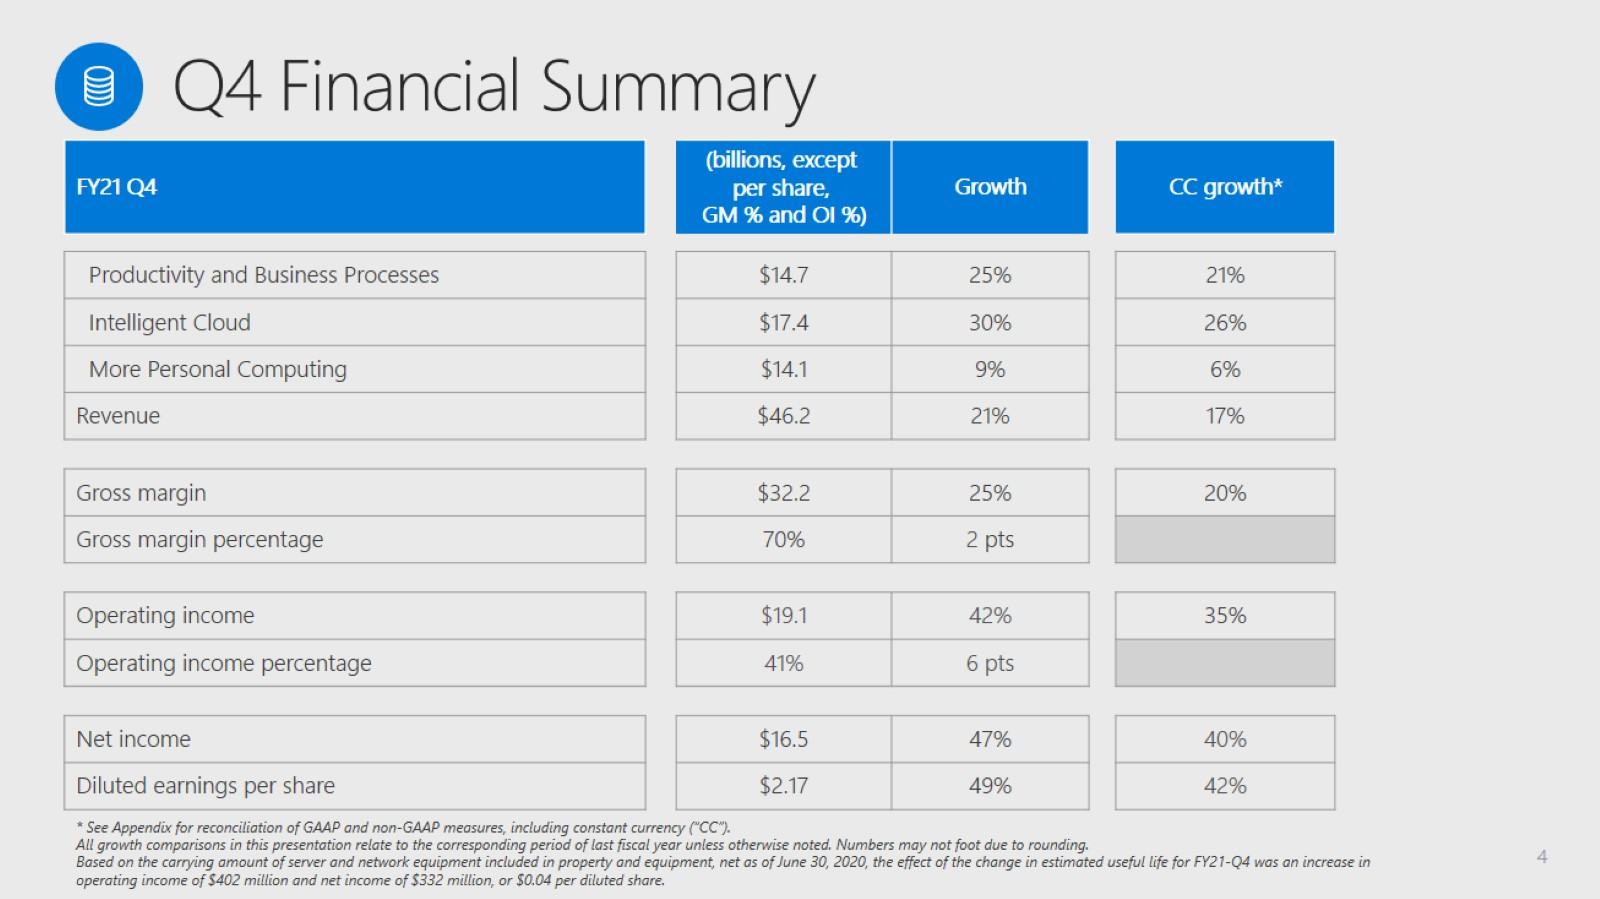 Q4 Financial Summary
FY21 Q4
(billions, except
per share,
GM % and OI %)
Growth
CC growth*
Productivity and Business Processes $14.7 25% 21%
Intelligent Cloud $17.4 30% 26%
More Personal Computing $14.1 9% 6%
Revenue $46.2 21% 17%
Gross margin $32.2 25% 20%
Gross margin percentage 70% 2 pts
Operating income $19.1 42% 35%
Operating income percentage 41% 6 pts
Net income $16.5 47% 40%
Diluted earnings per share $2.17 49% 42%
* See Appendix for reconciliation of GAAP and non-GAAP measures, including constant currency ("CC").
All growth comparisons in this presentation relate to the corresponding period of last fiscal year unless otherwise noted. Numbers may not foot due to rounding.
Based on the carrying amount of server and network equipment included in property and equipment, net as of June 30, 2020, the effect of the change in estimated useful life for FY21-Q4 was an increase in
operating income of $402 million and net income of $332 million, or $0.04 per diluted share.
4